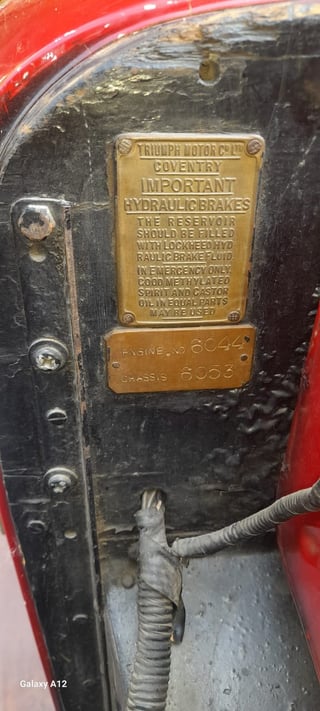 TRIUMPH MOTOR CO LTD
COVENTRY
IMPORTANT
HYDRAULIC BRAKES
THE RESERVOIR
SHOULD BE FILLED
WITH LOCKHEED HYD
RAULIC BRAKE FLUID.
IN EMERGENCY ONLY,
GOOD METHYLATED
SPIRIT AND CASTOR
OIL IN EQUAL PARTS
MAY BE USED
ENGINE No 6044
CHASSIS 6053
Galaxy A12